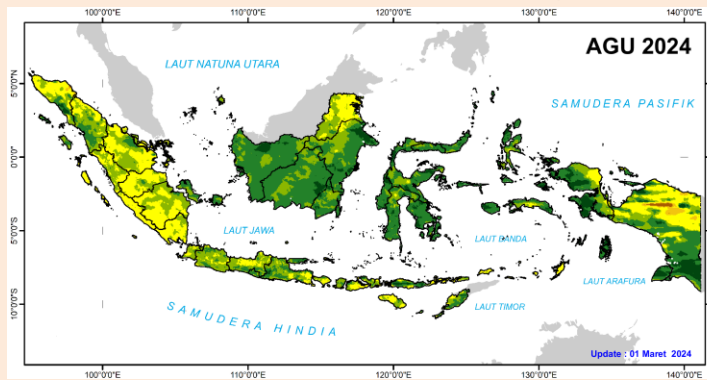 100°0'0"E 110°0'0"E 120°0'0"E 130°0'0"E 140°0'0"E
AGU 2024
LAUT NATUNA UTARA
5°0'0"N
SAMUDERA PASIFIK
0°0'0"
LAUT JAWA
LAUT BANDA
5°0'0"S
LAUT ARAFURA
10°0'0"S
SAMUDERA HINDIA
LAUT TIMOR
Update : 01 Maret 2024
100°0'0"E 110°0'0"E 120°0'0"E 130°0'0"E 140°0'0"E